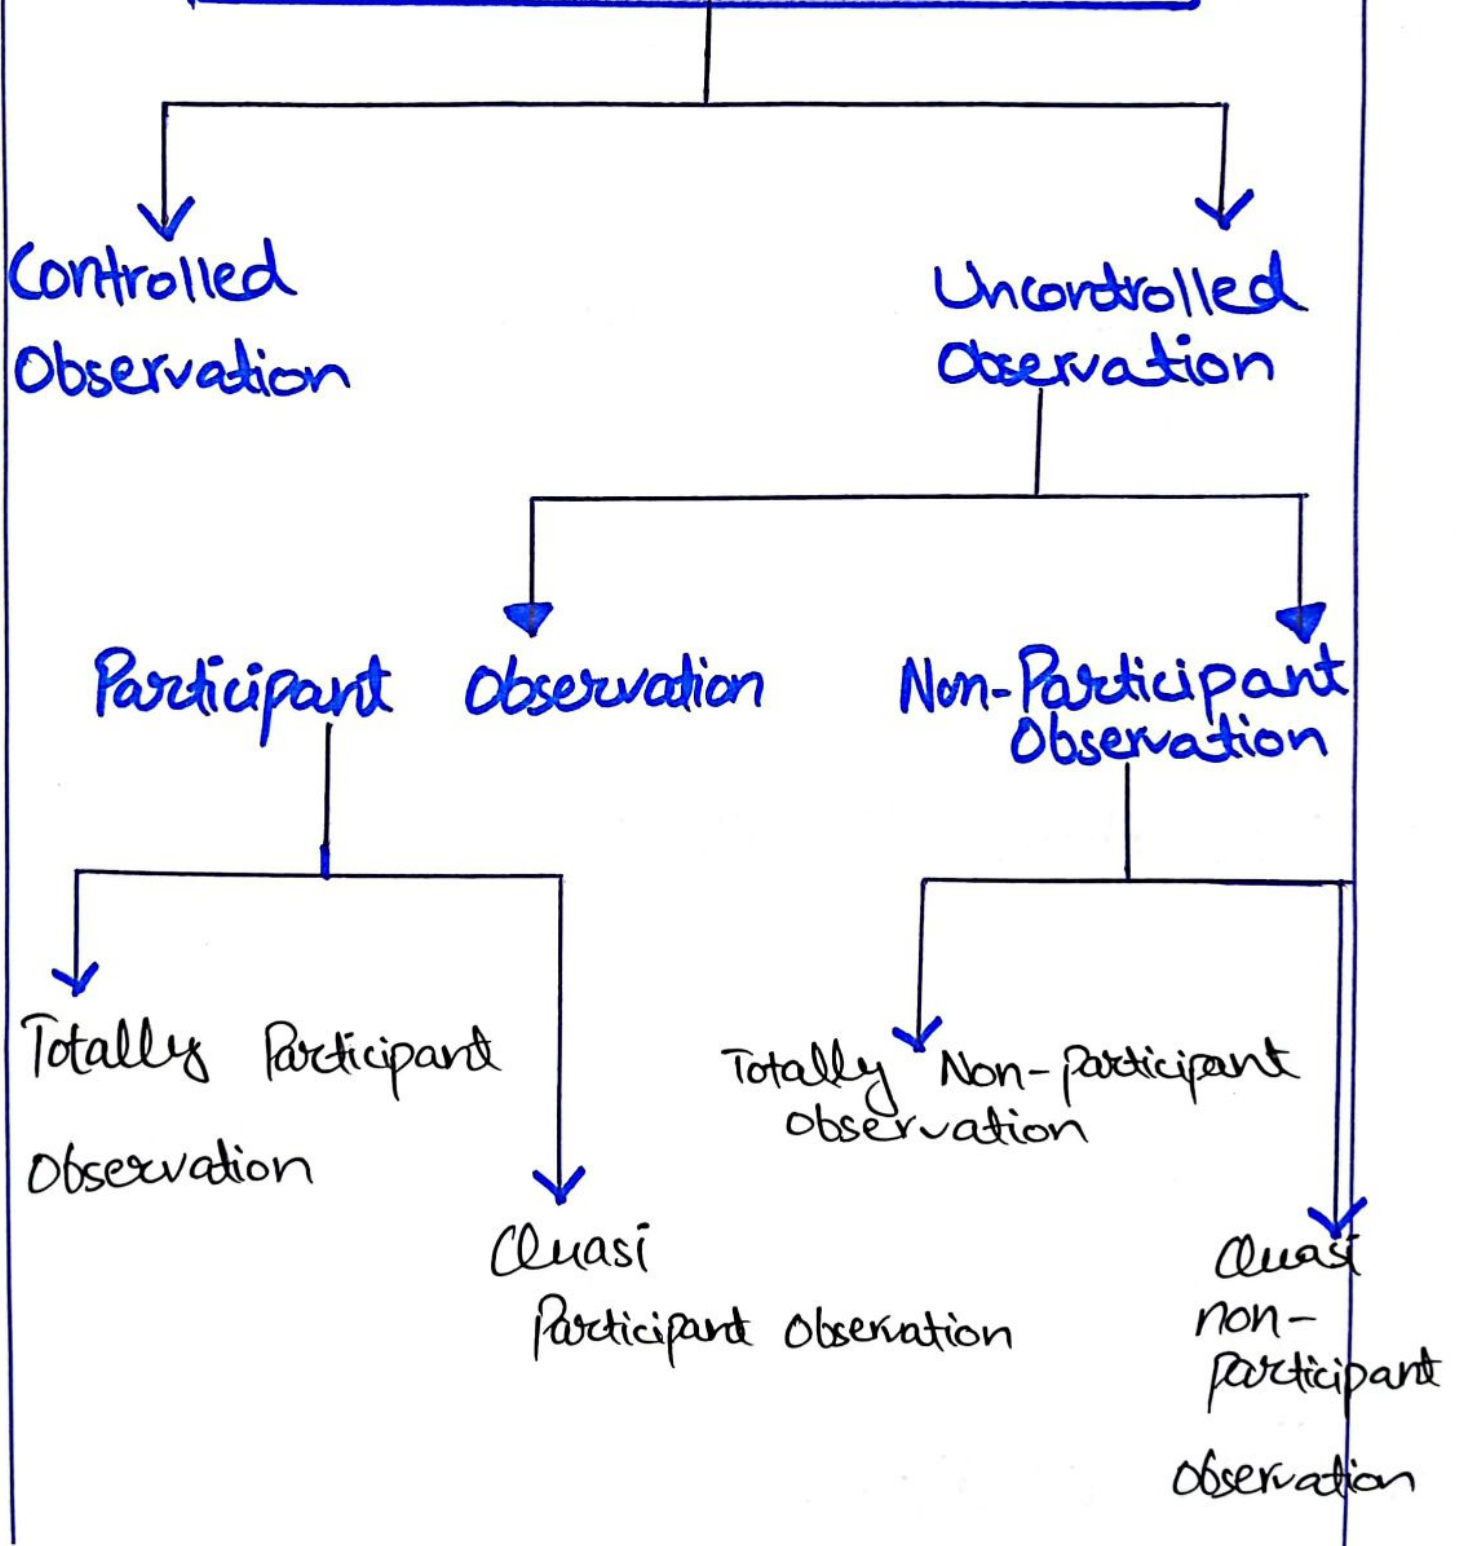 Controlled
Observation
Uncontrolled
Observation
Participant Observation
Non-Participant
Observation
Totally Participant
Observation
Totally Non-participant
observation
Quasi
Participant observation
Quasi
non-
participant
observation